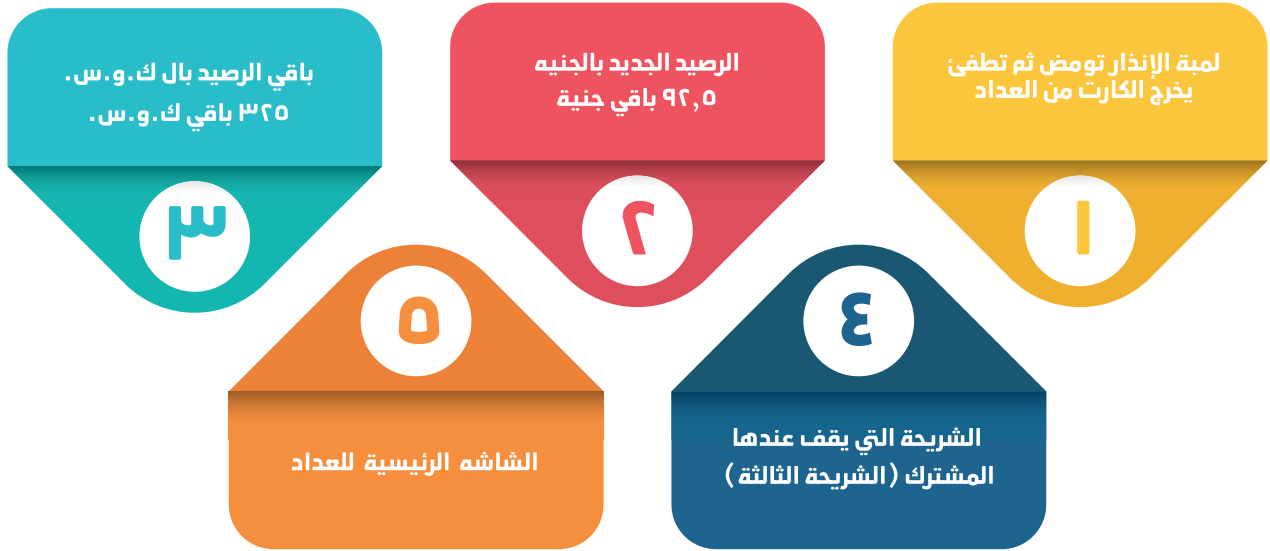 لمبة الإنذار تومض ثم تطفئ
يخرج الكارت من العداد
١
الرصيد الجديد بالجنيه
٩٢,٥ باقي جنية
٢
باقي الرصيد بال ك.و.س.
٣٢٥ باقي ك.و.س.
٣
٤
الشريحة التي يقف عندها
المشترك (الشريحة الثالثة)
٥
الشاشه الرئيسية للعداد